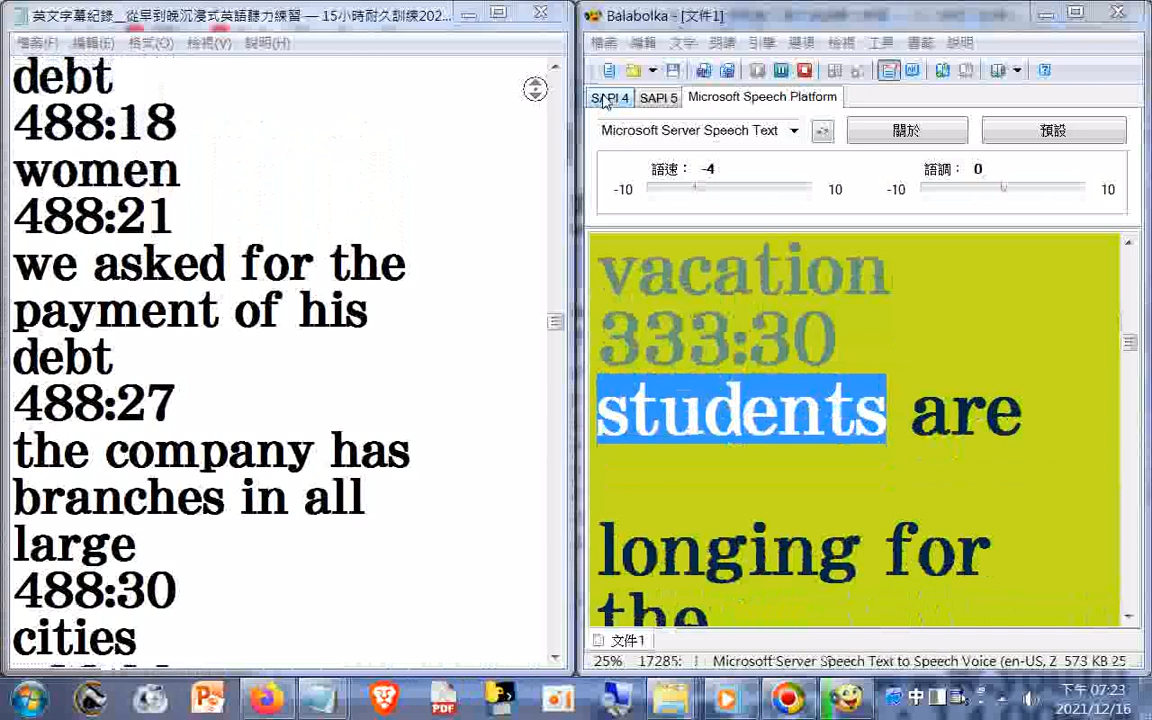 英文字幕紀錄__從早到晚沉浸式英語聽力練習 — 15小時耐久訓練202...
檔案(F) 編輯(E) 格式(O) 檢視(V) 說明(H)
debt
488:18
women
488:21
we asked for the
payment of his
debt
488:27
the company has
branches in all
large
488:30
cities
Balabolka - [文件1]
檔案 編輯 文字 朗讀 引擎 選項 檢視 工具 書籤 說明
SAPI 4 SAPI 5 Microsoft Speech Platform
Microsoft Server Speech Text 關於 預設
語速： -4 語調： 0
-10 10 -10 10
vacation
333:30
students are
longing for
the
文件1
25% 17285: Microsoft Server Speech Text to Speech Voice (en-US, Z 573 KB 25
中
下午 07:23
2021/12/16